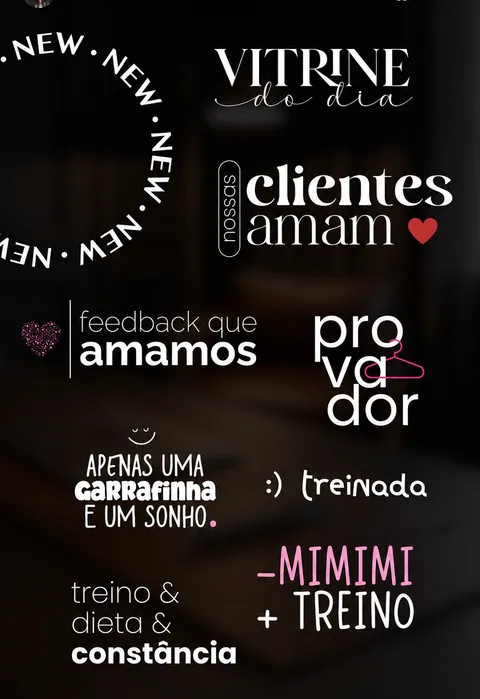 NEW • NEW • NEW • NEW • NEW
VITRINE
do dia
nossas
clientes
amam
feedback que
amamos
pro
va
dor
APENAS UMA
GARRAFINHA
E UM SONHO.
:) treinada
-MIMIMI
+ TREINO
treino &
dieta &
constância